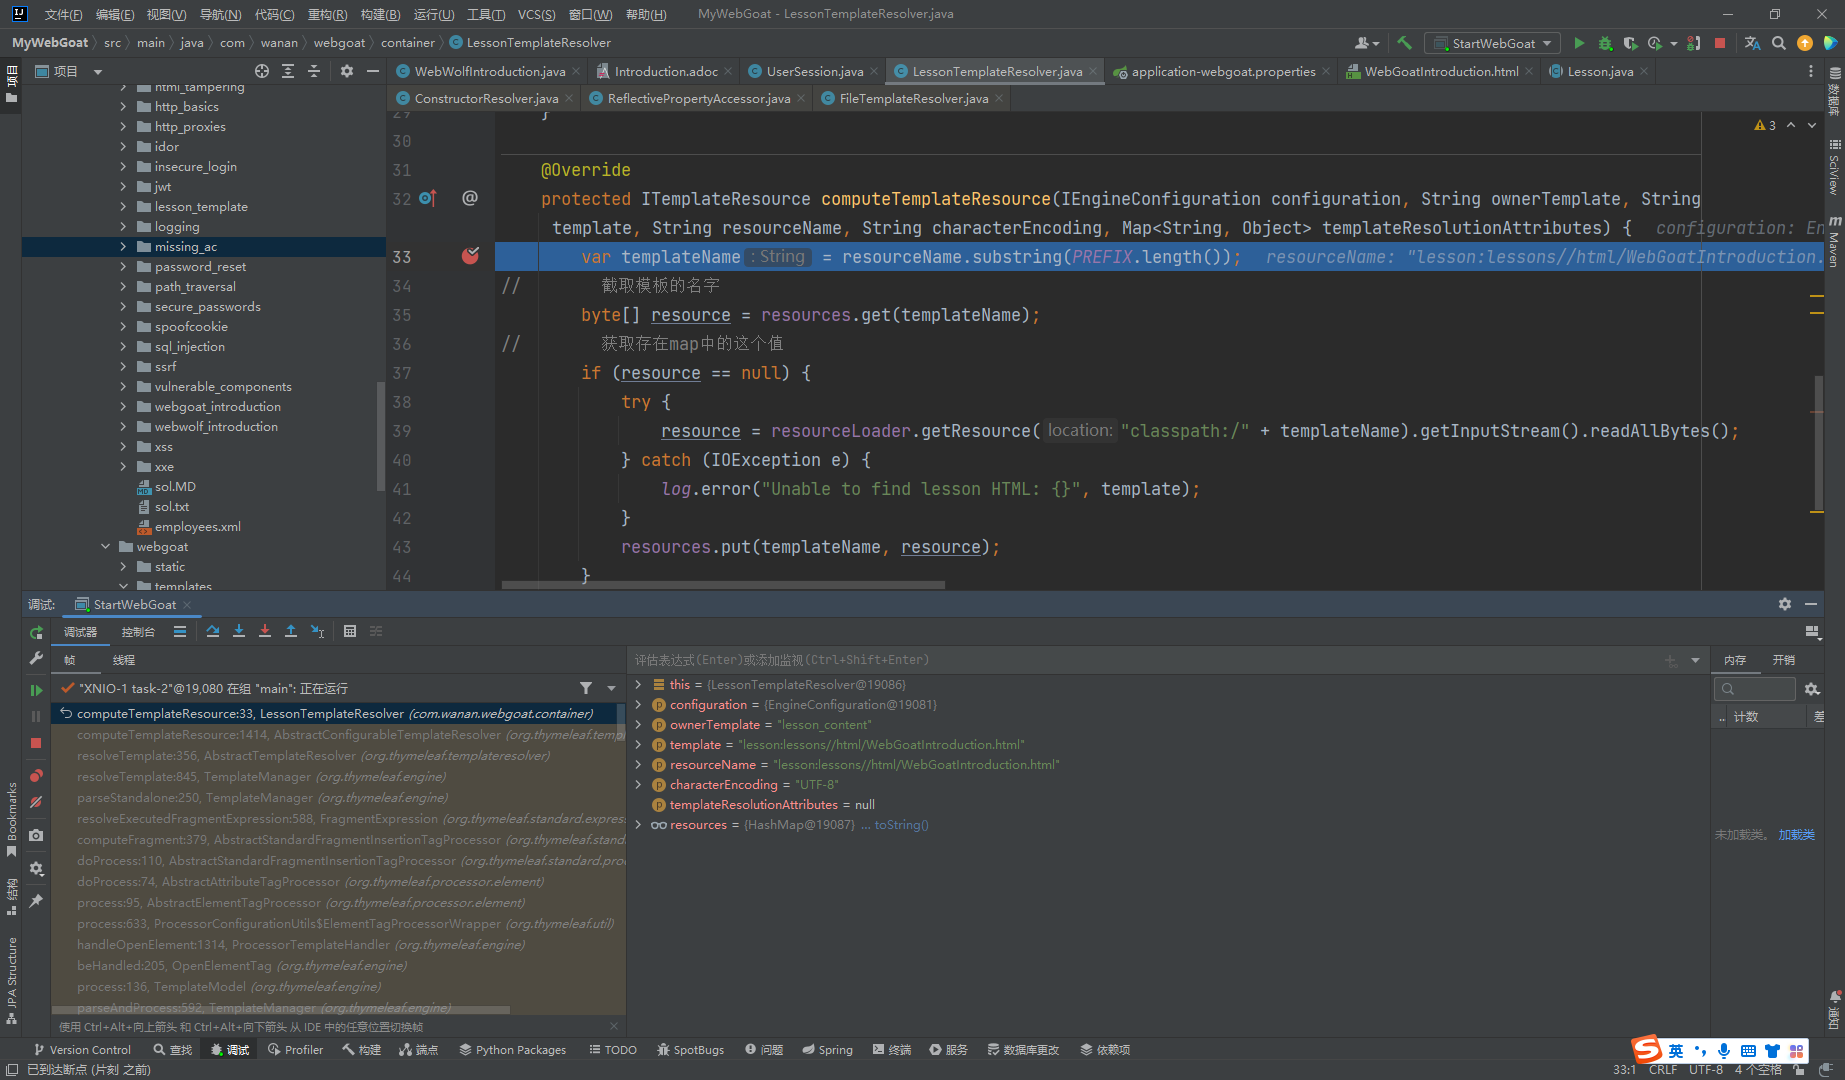 文件(F) 编辑(E) 视图(V) 导航(N) 代码(C) 重构(R) 构建(B) 运行(U) 工具(T) VCS(S) 窗口(W) 帮助(H) MyWebGoat - LessonTemplateResolver.java
MyWebGoat src main java com wanan webgoat container LessonTemplateResolver StartWebGoat
项目
WebWolfIntroduction.java Introduction.adoc UserSession.java LessonTemplateResolver.java application-webgoat.properties WebGoatIntroduction.html Lesson.java
ConstructorResolver.java ReflectivePropertyAccessor.java FileTemplateResolver.java
html_tampering
http_basics
http_proxies
idor
insecure_login
jwt
lesson_template
logging
missing_ac
password_reset
path_traversal
secure_passwords
spoofcookie
sql_injection
ssrf
vulnerable_components
webgoat_introduction
webwolf_introduction
xss
xxe
sol.MD
sol.txt
employees.xml
webgoat
static
templates
3
29 }
30
31 @Override
32 @ protected ITemplateResource computeTemplateResource(IEngineConfiguration configuration, String ownerTemplate, String
template, String resourceName, String characterEncoding, Map<String, Object> templateResolutionAttributes) { configuration: En
33 var templateName : String = resourceName.substring(PREFIX.length()); resourceName: "lesson:lessons//html/WebGoatIntroduction.
34 // 截取模板的名字
35 byte[] resource = resources.get(templateName);
36 // 获取存在map中的这个值
37 if (resource == null) {
38 try {
39 resource = resourceLoader.getResource( location: "classpath:/" + templateName).getInputStream().readAllBytes();
40 } catch (IOException e) {
41 log.error("Unable to find lesson HTML: {}", template);
42 }
43 resources.put(templateName, resource);
44 }
项目
Bookmarks
结构
JPA Structure
数据库
SciView
Maven
通知
调试: StartWebGoat
调试器 控制台
帧 线程
"XNIO-1 task-2"@19,080 在组 "main": 正在运行
computeTemplateResource:33, LessonTemplateResolver (com.wanan.webgoat.container)
computeTemplateResource:1414, AbstractConfigurableTemplateResolver (org.thymeleaf.templ
resolveTemplate:356, AbstractTemplateResolver (org.thymeleaf.templateresolver)
resolveTemplate:845, TemplateManager (org.thymeleaf.engine)
parseStandalone:250, TemplateManager (org.thymeleaf.engine)
resolveExecutedFragmentExpression:588, FragmentExpression (org.thymeleaf.standard.expres
computeFragment:379, AbstractStandardFragmentInsertionTagProcessor (org.thymeleaf.stand
doProcess:110, AbstractStandardFragmentInsertionTagProcessor (org.thymeleaf.standard.pro
doProcess:74, AbstractAttributeTagProcessor (org.thymeleaf.processor.element)
process:95, AbstractElementTagProcessor (org.thymeleaf.processor.element)
process:633, ProcessorConfigurationUtils$ElementTagProcessorWrapper (org.thymeleaf.util)
handleOpenElement:1314, ProcessorTemplateHandler (org.thymeleaf.engine)
beHandled:205, OpenElementTag (org.thymeleaf.engine)
process:136, TemplateModel (org.thymeleaf.engine)
parseAndProcess:592, TemplateManager (org.thymeleaf.engine)
使用 Ctrl+Alt+向上箭头 和 Ctrl+Alt+向下箭头 从 IDE 中的任意位置切换帧
评估表达式(Enter)或添加监视(Ctrl+Shift+Enter)
this = {LessonTemplateResolver@19086}
configuration = {EngineConfiguration@19081}
ownerTemplate = "lesson_content"
template = "lesson:lessons//html/WebGoatIntroduction.html"
resourceName = "lesson:lessons//html/WebGoatIntroduction.html"
characterEncoding = "UTF-8"
templateResolutionAttributes = null
resources = {HashMap@19087} ... toString()
内存 开销
.. 计数 差
未加载类。 加载类
Version Control 查找 调试 Profiler 构建 端点 Python Packages TODO SpotBugs 问题 Spring 终端 服务 数据库更改 依赖项
英
已到达断点 (片刻 之前) 33:1 CRLF UTF-8 4 个空格